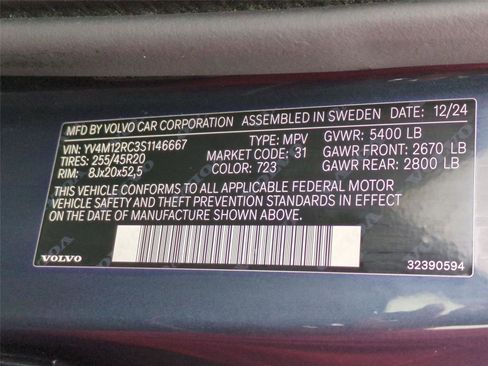 MFD BY VOLVO CAR CORPORATION ASSEMBLED IN SWEDEN DATE: 12/24
VIN: YV4M12RC3S1146667 TYPE: MPV GVWR: 5400 LB
TIRES: 255/45R20 MARKET CODE: 31 GAWR FRONT: 2670 LB
RIM: 8Jx20x52,5 COLOR: 723 GAWR REAR: 2800 LB
THIS VEHICLE CONFORMS TO ALL APPLICABLE FEDERAL MOTOR
VEHICLE SAFETY AND THEFT PREVENTION STANDARDS IN EFFECT
ON THE DATE OF MANUFACTURE SHOWN ABOVE.
VOLVO 32390594